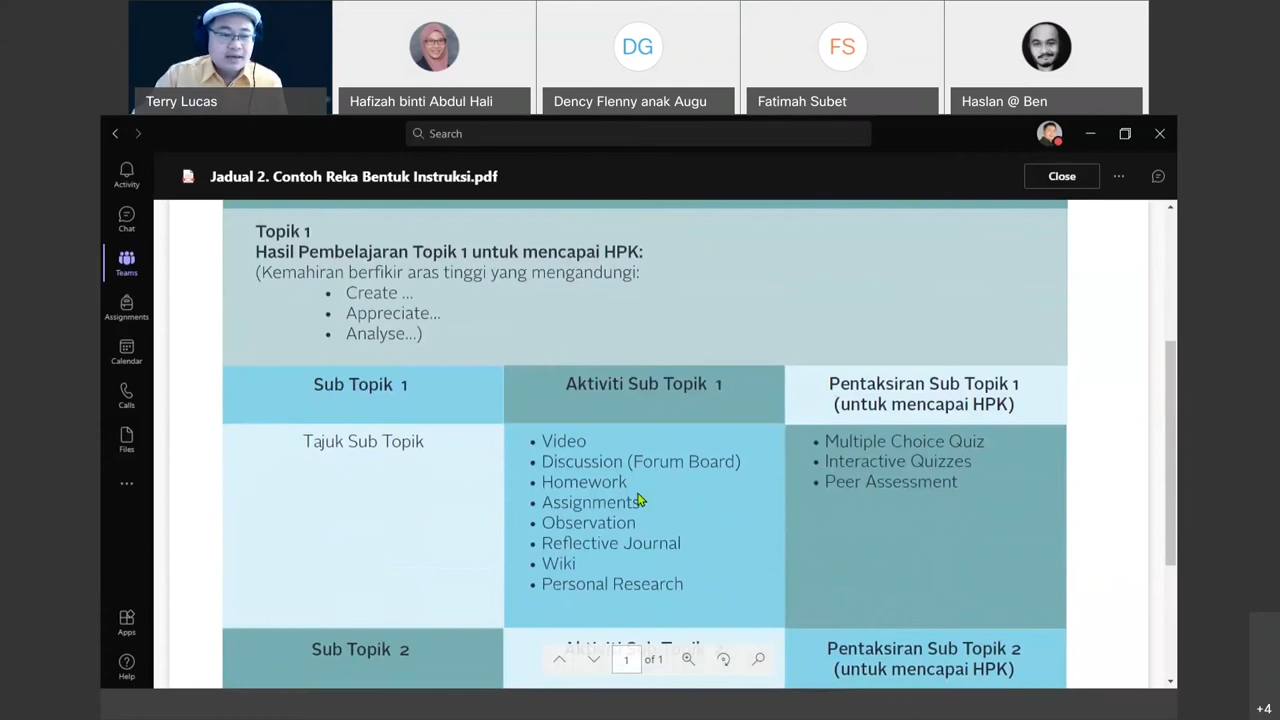 DG
FS
Terry Lucas
Hafizah binti Abdul Hali
Dency Flenny anak Augu
Fatimah Subet
Haslan @ Ben
Search
Activity
Chat
Teams
Assignments
Calendar
Calls
Files
Apps
Help
Jadual 2. Contoh Reka Bentuk Instruksi.pdf
Close
Topik 1
Hasil Pembelajaran Topik 1 untuk mencapai HPK:
(Kemahiran berfikir aras tinggi yang mengandungi:
• Create ...
• Appreciate...
• Analyse...)
Sub Topik 1
Aktiviti Sub Topik 1
Pentaksiran Sub Topik 1
(untuk mencapai HPK)
Tajuk Sub Topik
• Video
• Discussion (Forum Board)
• Homework
• Assignments
• Observation
• Reflective Journal
• Wiki
• Personal Research
• Multiple Choice Quiz
• Interactive Quizzes
• Peer Assessment
Sub Topik 2
Aktiviti Sub Topik 2
Pentaksiran Sub Topik 2
(untuk mencapai HPK)
1 of 1
+4